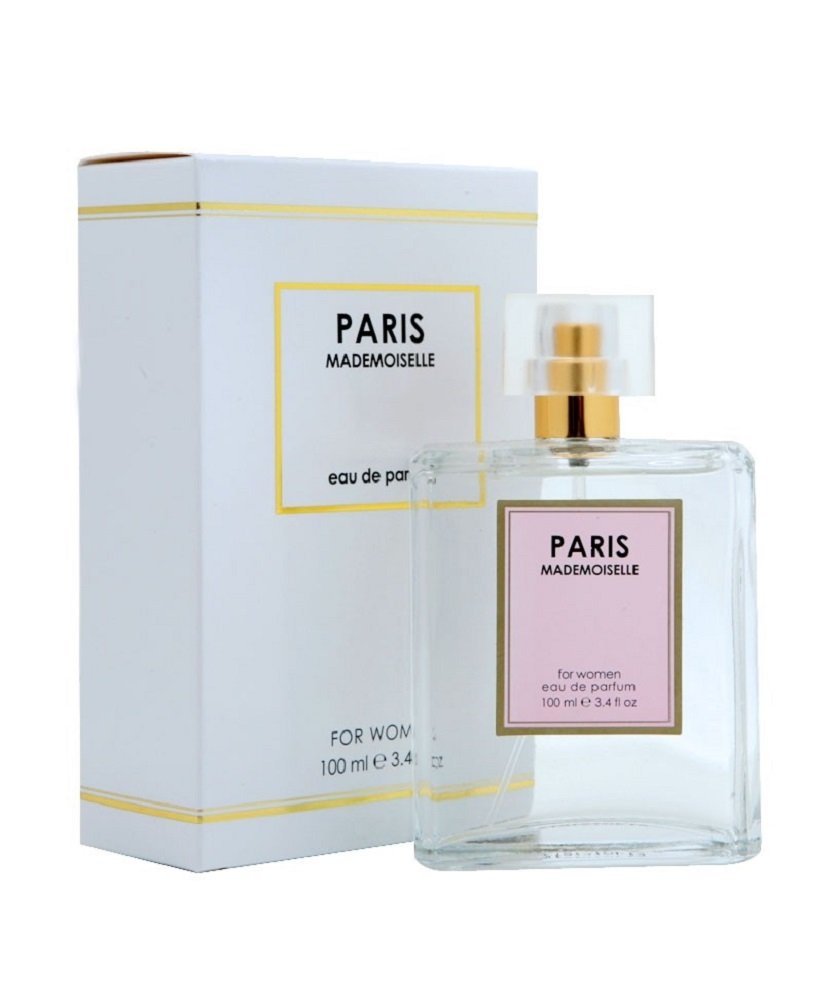 PARIS
MADEMOISELLE
eau de par
FOR WOM
100 ml ℮ 3.4
PARIS
MADEMOISELLE
for women
eau de parfum
100 ml ℮ 3.4 fl oz